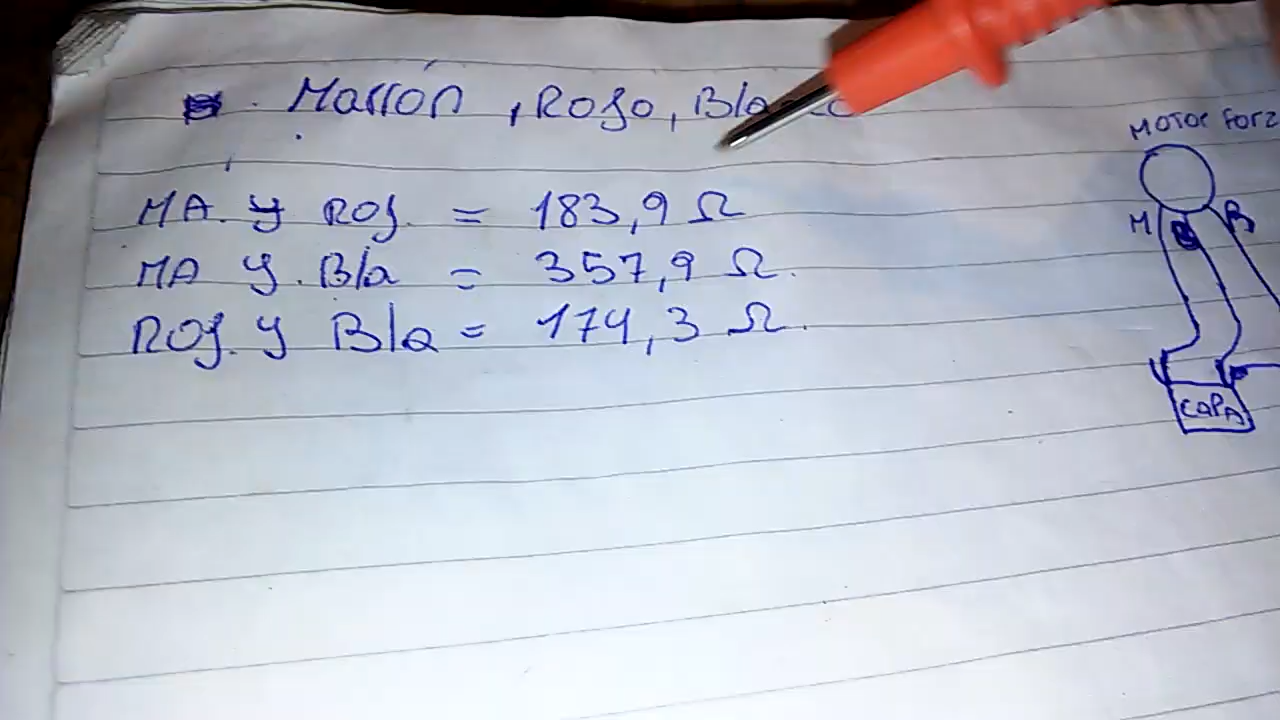 Marrón, Rojo, Bla
MA. y ROJ. = 183,9 Ω
MA y. Bla = 357,9 Ω.
ROJ. y Bla = 174,3 Ω.
MOTOR FORZ
M B
CAPA